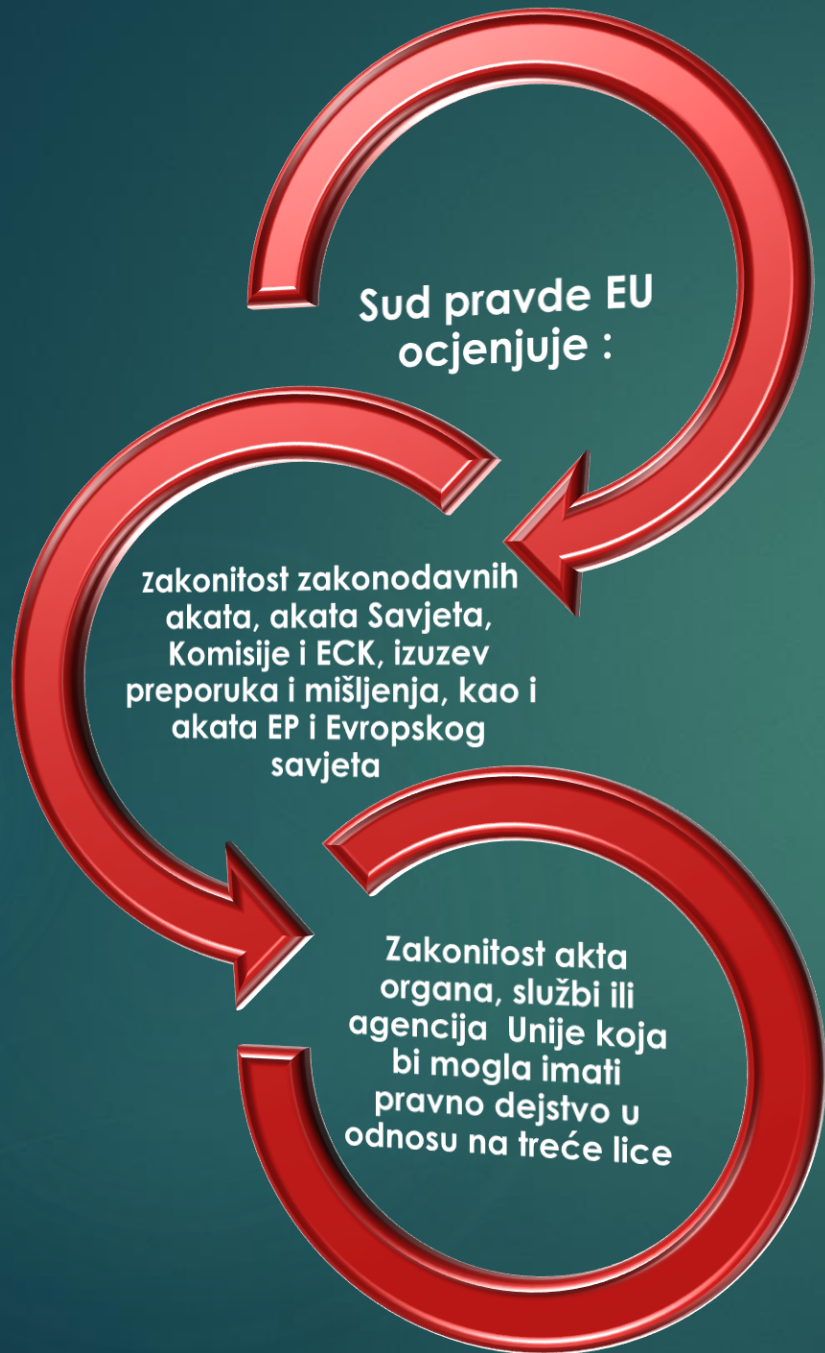 Sud pravde EU
ocjenjuje :
Zakonitost zakonodavnih
akata, akata Savjeta,
Komisije i ECK, izuzev
preporuka i mišljenja, kao i
akata EP i Evropskog
savjeta
Zakonitost akta
organa, službi ili
agencija Unije koja
bi mogla imati
pravno dejstvo u
odnosu na treće lice